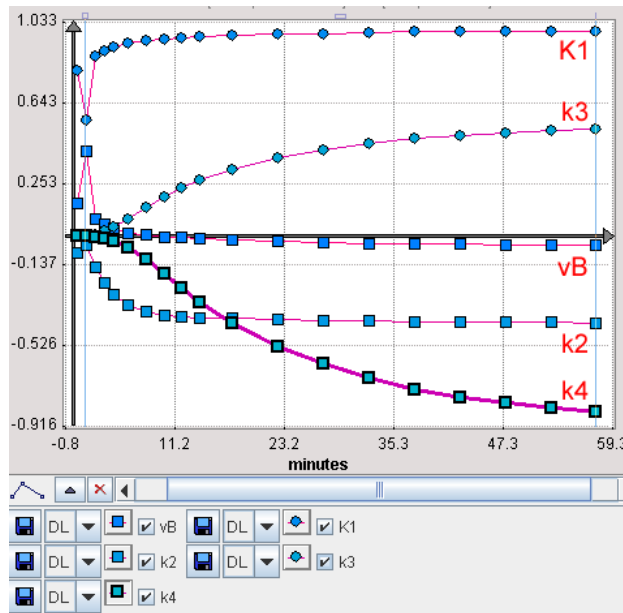 1.033
K1
0.643
k3
0.253
-0.137
vB
-0.526
k2
k4
-0.916
-0.8 11.2 23.2 35.3 47.3 59.3
minutes
DL vB DL K1
DL k2 DL k3
DL k4